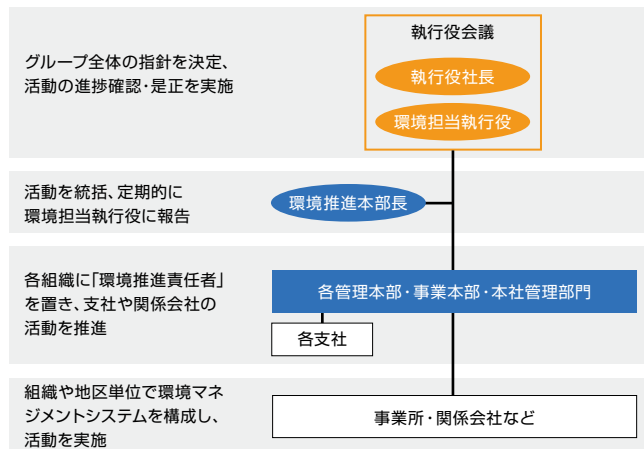 執行役会議
グループ全体の指針を決定、
活動の進捗確認・是正を実施
執行役社長
環境担当執行役
活動を統括、定期的に
環境担当執行役に報告
環境推進本部長
各組織に「環境推進責任者」
を置き、支社や関係会社の
活動を推進
各管理本部・事業本部・本社管理部門
各支社
組織や地区単位で環境マネ
ジメントシステムを構成し、
活動を実施
事業所・関係会社など